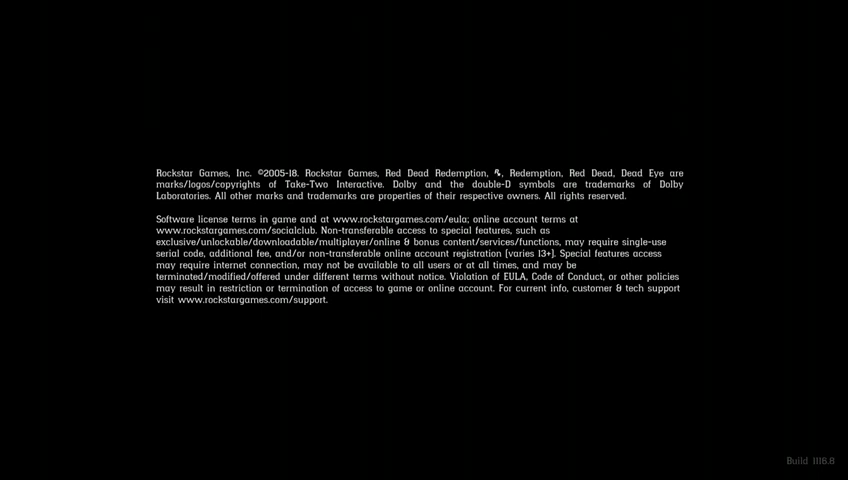 Rockstar Games, Inc. ©2005-18. Rockstar Games, Red Dead Redemption, R*, Redemption, Red Dead, Dead Eye are
marks/logos/copyrights of Take-Two Interactive. Dolby and the double-D symbols are trademarks of Dolby
Laboratories. All other marks and trademarks are properties of their respective owners. All rights reserved.
Software license terms in game and at www.rockstargames.com/eula; online account terms at
www.rockstargames.com/socialclub. Non-transferable access to special features, such as
exclusive/unlockable/downloadable/multiplayer/online & bonus content/services/functions, may require single-use
serial code, additional fee, and/or non-transferable online account registration (varies 13+). Special features access
may require internet connection, may not be available to all users or at all times, and may be
terminated/modified/offered under different terms without notice. Violation of EULA, Code of Conduct, or other policies
may result in restriction or termination of access to game or online account. For current info, customer & tech support
visit www.rockstargames.com/support.
Build 1116.8